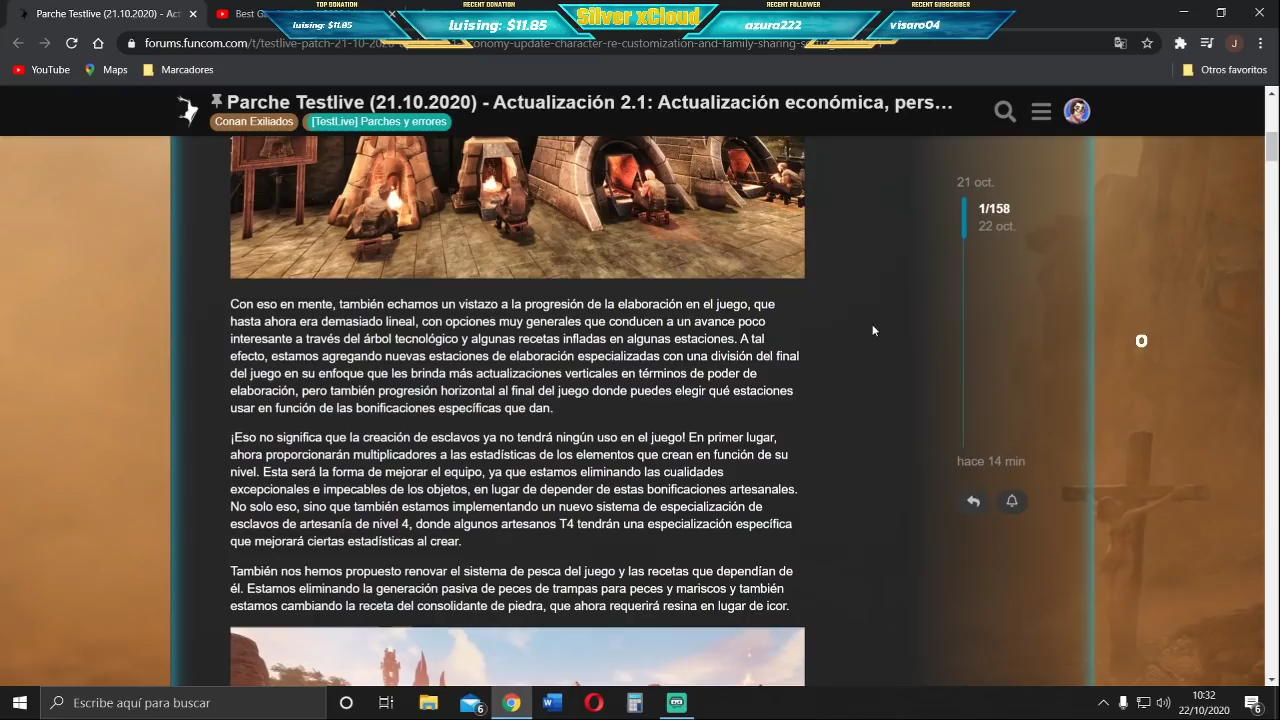 TOP DONATION
luising: $11.85
RECENT DONATION
luising: $11.85
Silver xCloud
RECENT FOLLOWER
azura222
RECENT SUBSCRIBER
visaro04
Parche Testlive (21.10.2020) - Act
Best G
forums.funcom.com/t/testlive-patch-21-10-2020
YouTube
Maps
Marcadores
Otros favoritos
J
Parche Testlive (21.10.2020) - Actualización 2.1: Actualización económica, pers...
Conan Exiliados
[TestLive] Parches y errores
Con eso en mente, también echamos un vistazo a la progresión de la elaboración en el juego, que
hasta ahora era demasiado lineal, con opciones muy generales que conducen a un avance poco
interesante a través del árbol tecnológico y algunas recetas infladas en algunas estaciones. A tal
efecto, estamos agregando nuevas estaciones de elaboración especializadas con una división del final
del juego en su enfoque que les brinda más actualizaciones verticales en términos de poder de
elaboración, pero también progresión horizontal al final del juego donde puedes elegir qué estaciones
usar en función de las bonificaciones específicas que dan.
¡Eso no significa que la creación de esclavos ya no tendrá ningún uso en el juego! En primer lugar,
ahora proporcionarán multiplicadores a las estadísticas de los elementos que crean en función de su
nivel. Esta será la forma de mejorar el equipo, ya que estamos eliminando las cualidades
excepcionales e impecables de los objetos, en lugar de depender de estas bonificaciones artesanales.
No solo eso, sino que también estamos implementando un nuevo sistema de especialización de
esclavos de artesanía de nivel 4, donde algunos artesanos T4 tendrán una especialización específica
que mejorará ciertas estadísticas al crear.
También nos hemos propuesto renovar el sistema de pesca del juego y las recetas que dependían de
él. Estamos eliminando la generación pasiva de peces de trampas para peces y mariscos y también
estamos cambiando la receta del consolidante de piedra, que ahora requerirá resina en lugar de icor.
21 oct.
1/158
22 oct.
hace 14 min
0
Escribe aquí para buscar
6
10:32
22/10/2020
6